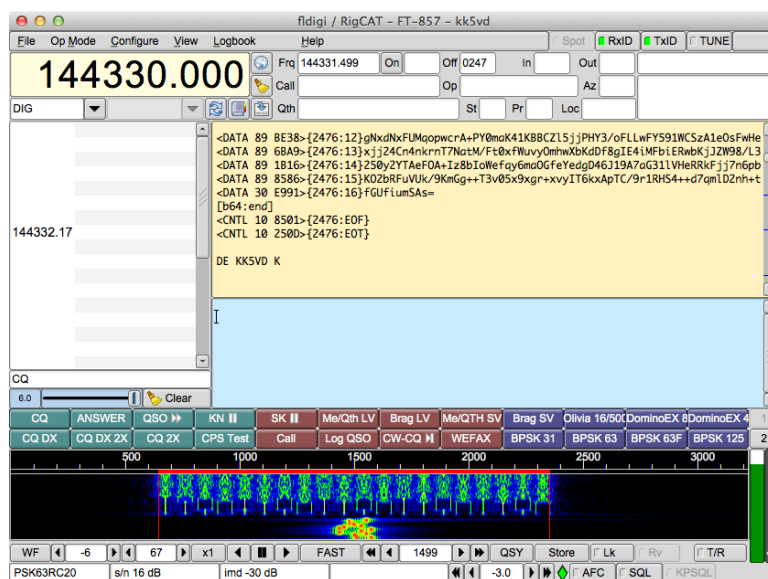 fldigi / RigCAT - FT-857 - kk5vd
File Op Mode Configure View Logbook Help Spot RxID TxID TUNE
144330.000 Frq 144331.499 On Off 0247 In Out
Call Op Az
DIG Qth St Pr Loc
<DATA 89 BE38>{2476:12}gNxdNxFUMqopwcrA+PY0maK41KBBCZl5jjPHY3/oFLLwFY591WCSzA1eOsFwHe
<DATA 89 6BA9>{2476:13}xjj24Cn4nkrnT7NatM/Ft0xfWuvyOmhwXbKdDf8gIE4iMFbiERwbKjJZW98/L3
<DATA 89 1B16>{2476:14}250y2YTAeFOA+Iz8bIoWefqy6maOGfeYedgD46J19A7aG31lVHeRRkFjj7n6pb
<DATA 89 8586>{2476:15}KO2bRFuVUk/9KmGg++T3v05x9xgr+xvyIT6kxApTC/9r1RHS4++d7qmlD2nh+t
<DATA 30 E991>{2476:16}fGUfiumSAs=
[b64:end]
<CNTL 10 8501>{2476:EOF}
144332.17
<CNTL 10 250D>{2476:EOT}
DE KK5VD K
CQ
6.0 Clear
CQ ANSWER QSO KN SK Me/Qth LV Brag LV Me/QTH SV Brag SV Olivia 16/500 DominoEX 8 DominoEX 4 1
CQ DX CQ DX 2X CQ 2X CPS Test Call Log QSO CW-CQ WEFAX BPSK 31 BPSK 63 BPSK 63F BPSK 125 2
500 1000 1500 2000 2500 3000
WF -6 67 x1 FAST 1499 QSY Store Lk Rv T/R
PSK63RC20 s/n 16 dB imd -30 dB -3.0 AFC SQL KPSQL